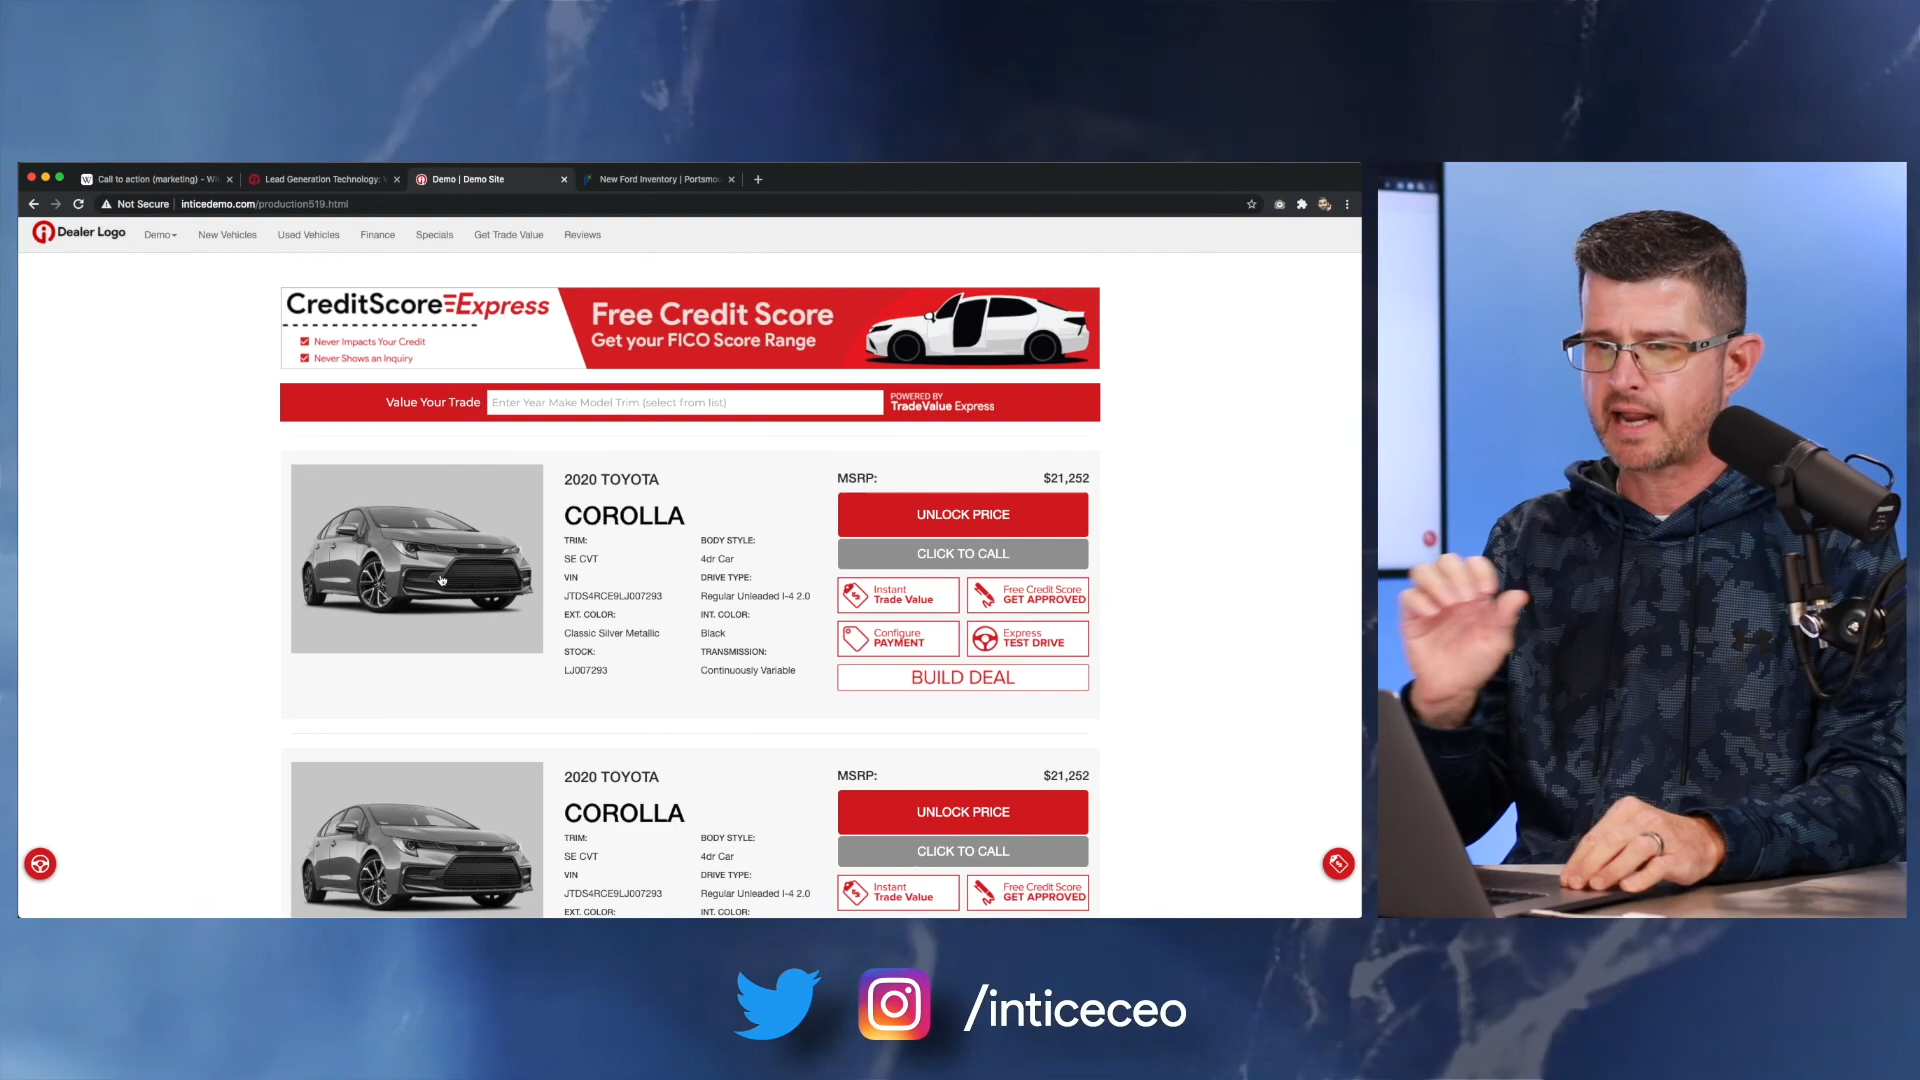 Call to action (marketing) - Wi
Lead Generation Technology:
Demo | Demo Site
New Ford Inventory | Portsmo
Not Secure
inticedemo.com/production519.html
Dealer Logo
Demo
New Vehicles
Used Vehicles
Finance
Specials
Get Trade Value
Reviews
CreditScore Express
Never Impacts Your Credit
Never Shows an Inquiry
Free Credit Score
Get your FICO Score Range
Value Your Trade
Enter Year Make Model Trim (select from list)
POWERED BY
TradeValue Express
2020 TOYOTA
COROLLA
TRIM:
BODY STYLE:
SE CVT
4dr Car
VIN
DRIVE TYPE:
JTDS4RCE9LJ007293
Regular Unleaded I-4 2.0
EXT. COLOR:
INT. COLOR:
Classic Silver Metallic
Black
STOCK:
TRANSMISSION:
LJ007293
Continuously Variable
MSRP:
$21,252
UNLOCK PRICE
CLICK TO CALL
Instant
Trade Value
Free Credit Score
GET APPROVED
Configure
PAYMENT
Express
TEST DRIVE
BUILD DEAL
2020 TOYOTA
COROLLA
TRIM:
BODY STYLE:
SE CVT
4dr Car
VIN
DRIVE TYPE:
JTDS4RCE9LJ007293
Regular Unleaded I-4 2.0
EXT. COLOR:
INT. COLOR:
MSRP:
$21,252
UNLOCK PRICE
CLICK TO CALL
Instant
Trade Value
Free Credit Score
GET APPROVED
/inticeceo